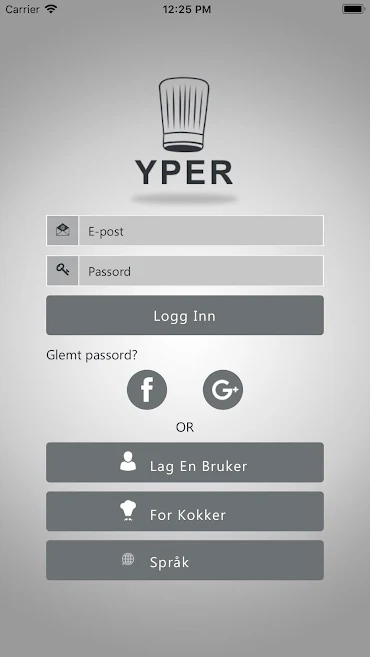 Carrier 12:25 PM
YPER
E-post
Passord
Logg Inn
Glemt passord?
f G+
OR
Lag En Bruker
For Kokker
Språk